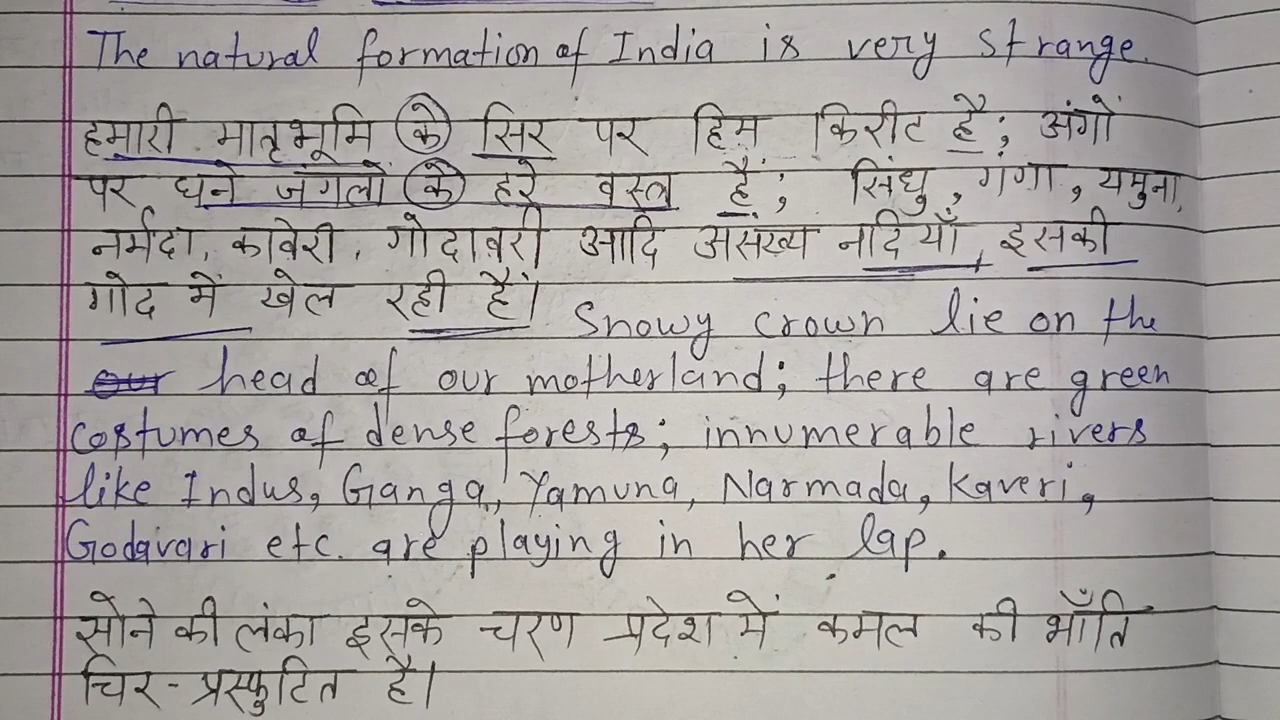 The natural formation of India is very strange.
हमारी मातृभूमि के सिर पर हिम किरीट है; अंगों
पर घने जंगलों के हरे वस्त्र हैं; सिंधु, गंगा, यमुना,
नर्मदा, कावेरी, गोदावरी आदि असंख्य नदियाँ, इसकी
गोद में खेल रही हैं। Snowy crown lie on the
our head of our motherland; there are green
costumes of dense forests; innumerable rivers
like Indus, Ganga, Yamuna, Narmada, Kaveri,
Godavari etc. are playing in her lap.
सोने की लंका इसके चरण प्रदेश में कमल की भाँति
चिर-प्रस्फुटित है।